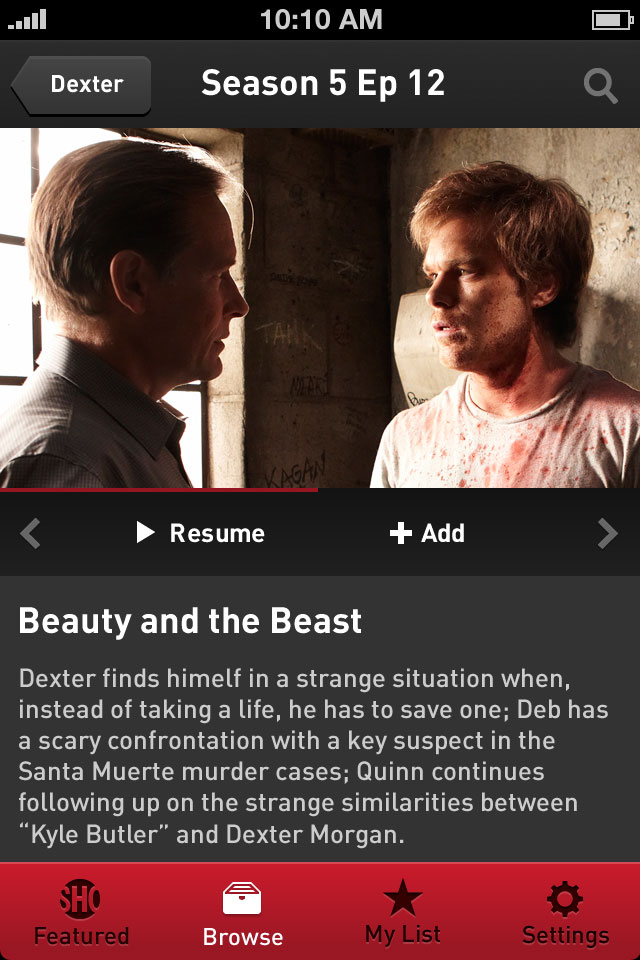 10:10 AM
Dexter
Season 5 Ep 12
TANK
KAGAN
Resume
Add
Beauty and the Beast
Dexter finds himelf in a strange situation when,
instead of taking a life, he has to save one; Deb has
a scary confrontation with a key suspect in the
Santa Muerte murder cases; Quinn continues
following up on the strange similarities between
“Kyle Butler” and Dexter Morgan.
SHO
Featured
Browse
My List
Settings